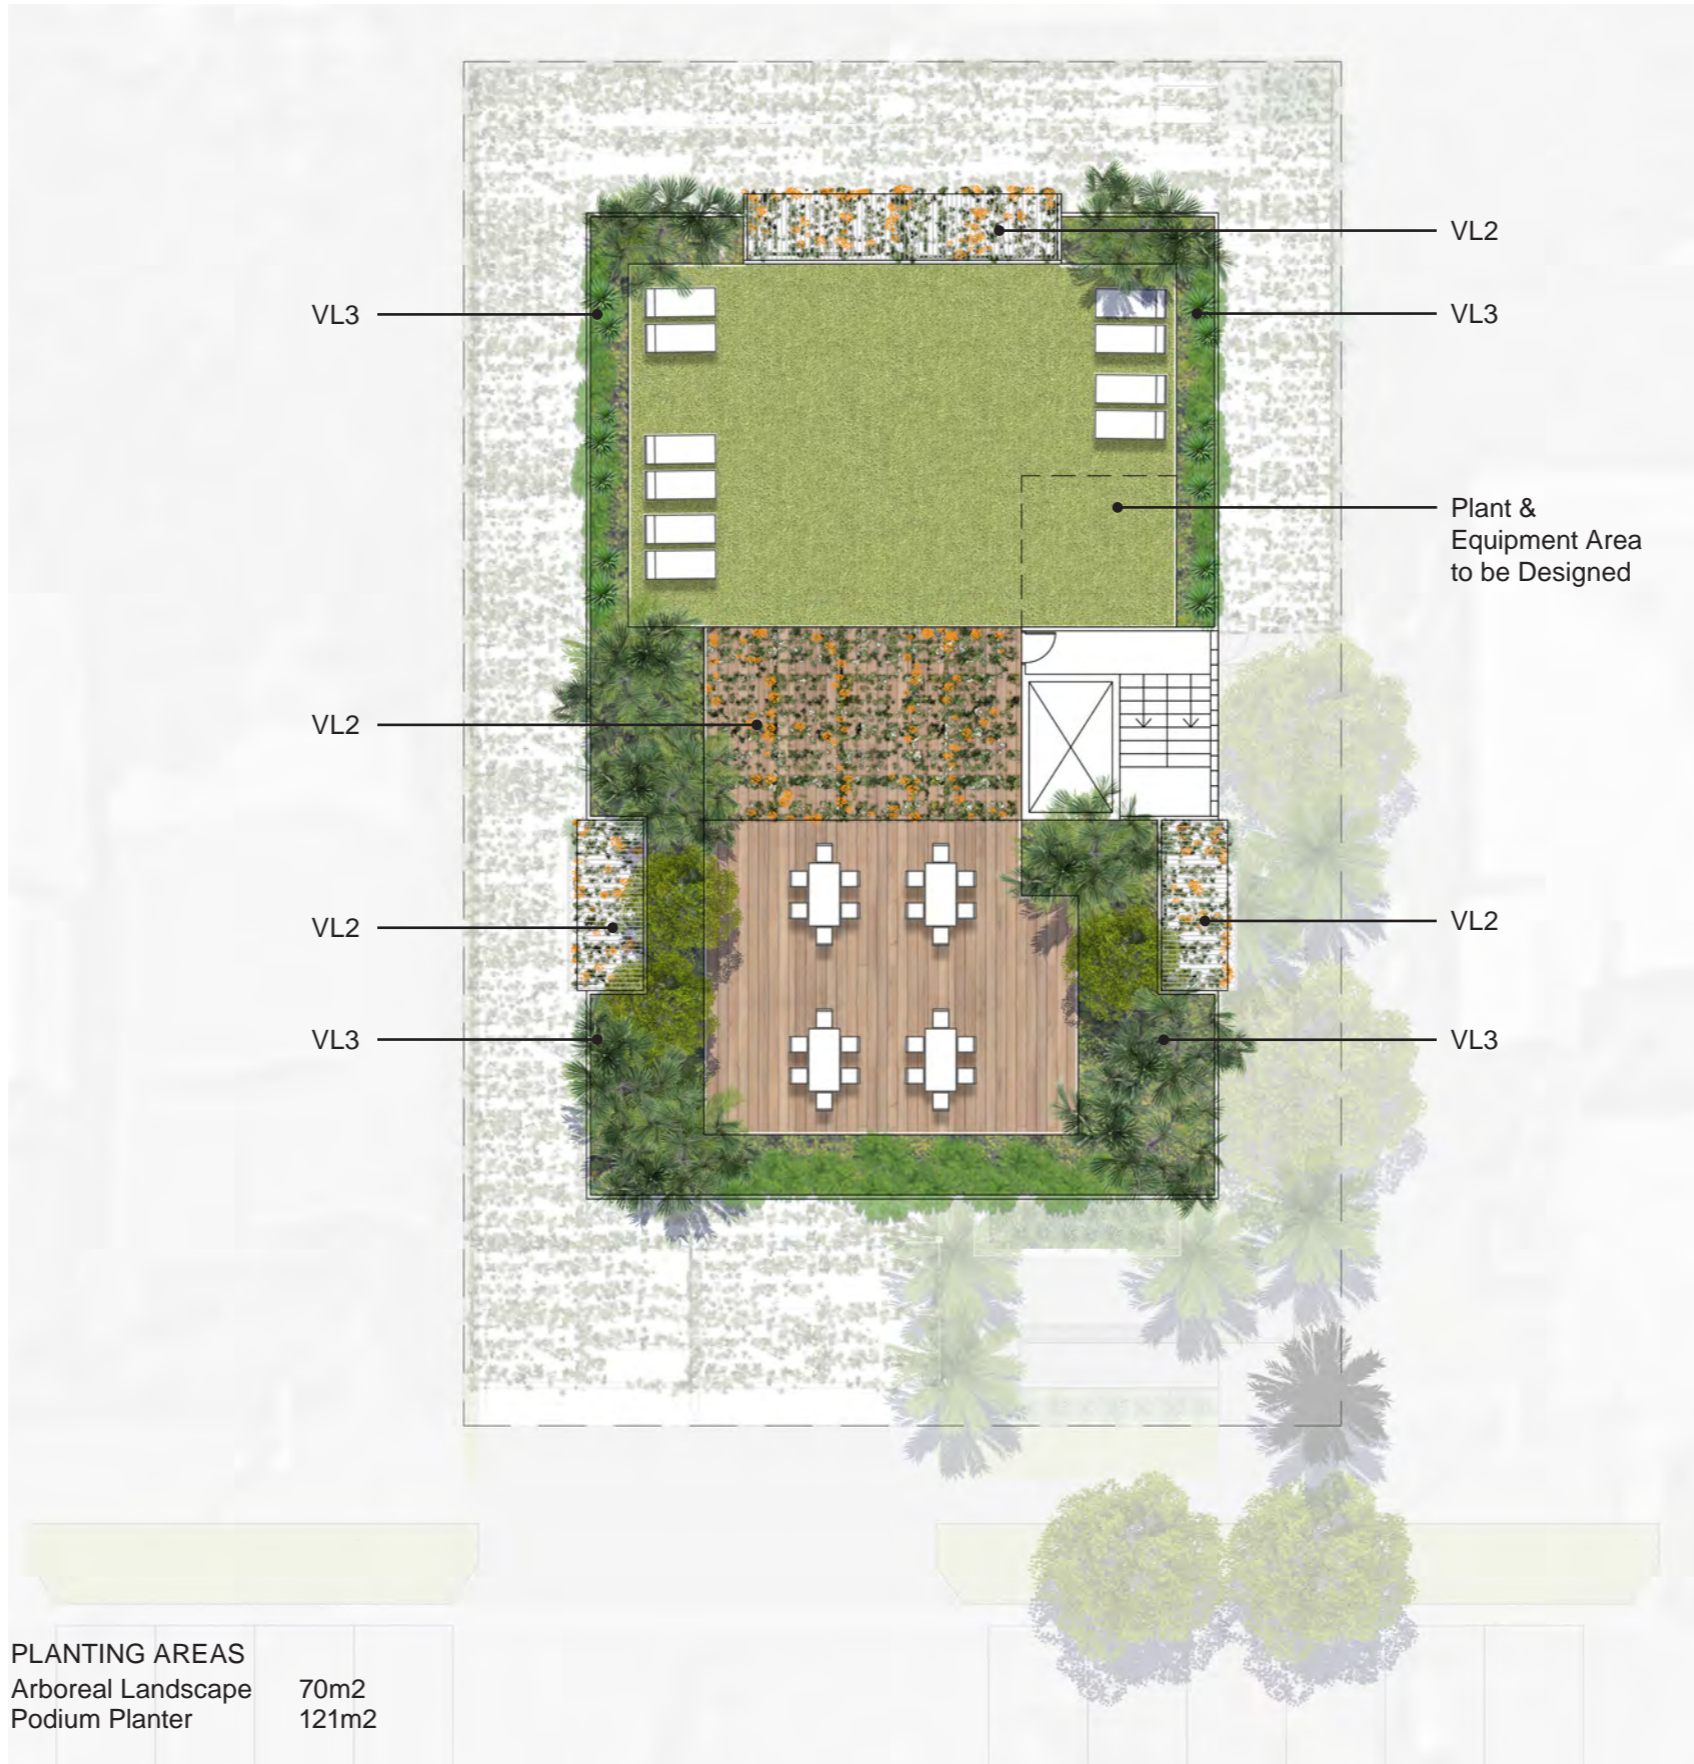 VL2
VL3
VL3
Plant &
Equipment Area
to be Designed
VL2
VL2
VL2
VL3
VL3
PLANTING AREAS
Arboreal Landscape 70m2
Podium Planter 121m2